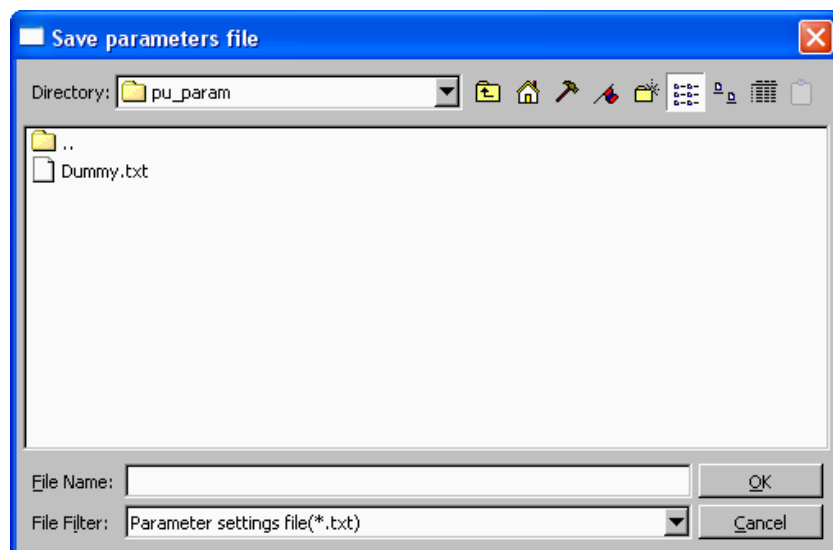 Save parameters file
Directory: pu_param
..
Dummy.txt
File Name: OK
File Filter: Parameter settings file(*.txt) Cancel